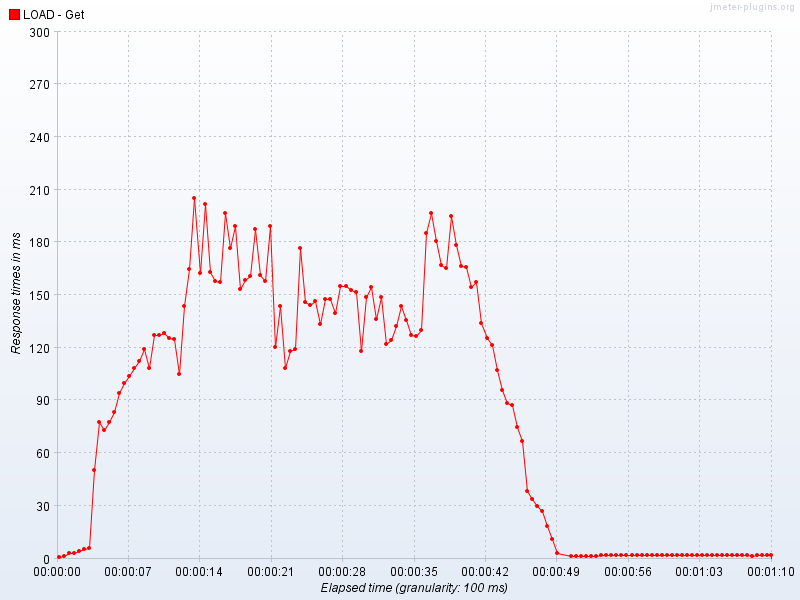 jmeter-plugins.org
LOAD - Get
300
270
240
210
180
150
120
90
60
30
0
Response times in ms
00:00:00 00:00:07 00:00:14 00:00:21 00:00:28 00:00:35 00:00:42 00:00:49 00:00:56 00:01:03 00:01:10
Elapsed time (granularity: 100 ms)